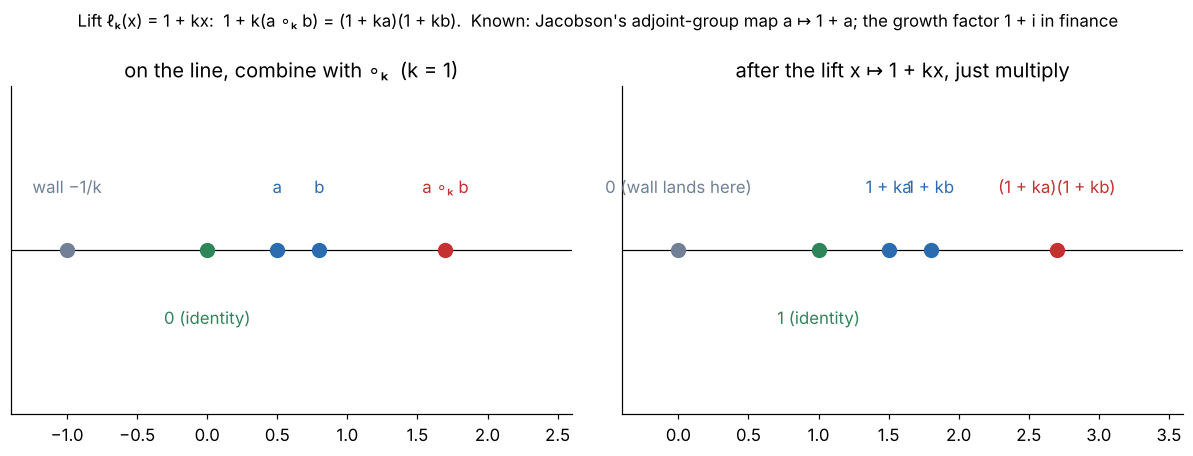 Lift ℓₖ(x) = 1 + kx:  1 + k(a ∘ₖ b) = (1 + ka)(1 + kb).  Known: Jacobson's adjoint-group map a ↦ 1 + a; the growth factor 1 + i in finance
on the line, combine with ∘ₖ  (k = 1)
wall −1/k
a
b
a ∘ₖ b
0 (identity)
−1.0
−0.5
0.0
0.5
1.0
1.5
2.0
2.5
after the lift x ↦ 1 + kx, just multiply
0 (wall lands here)
1 + ka
1 + kb
(1 + ka)(1 + kb)
1 (identity)
0.0
0.5
1.0
1.5
2.0
2.5
3.0
3.5